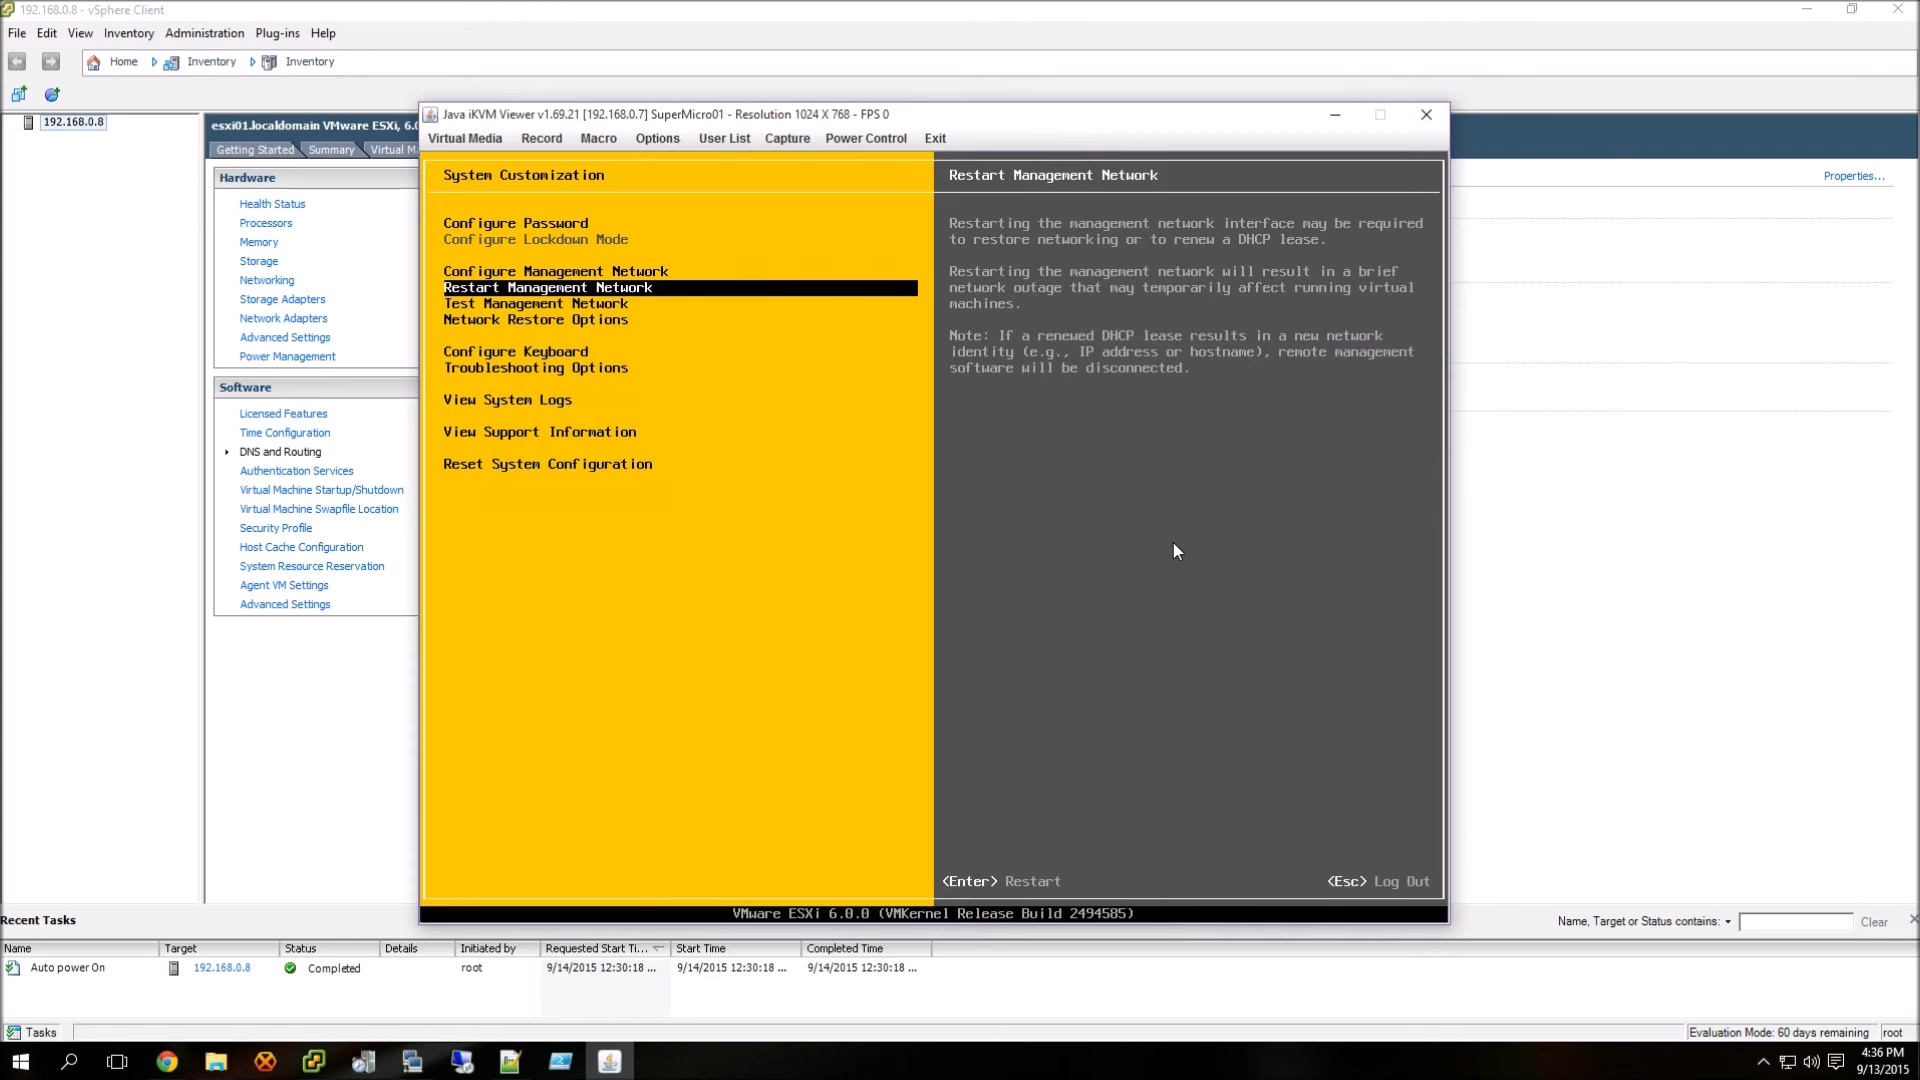 192.168.0.8 - vSphere Client
File Edit View Inventory Administration Plug-ins Help
Home Inventory Inventory
192.168.0.8
esxi01.localdomain VMware ESXi, 6.0
Getting Started Summary Virtual M
Hardware
Health Status
Processors
Memory
Storage
Networking
Storage Adapters
Network Adapters
Advanced Settings
Power Management
Software
Licensed Features
Time Configuration
DNS and Routing
Authentication Services
Virtual Machine Startup/Shutdown
Virtual Machine Swapfile Location
Security Profile
Host Cache Configuration
System Resource Reservation
Agent VM Settings
Advanced Settings
Properties...
Java iKVM Viewer v1.69.21 [192.168.0.7] SuperMicro01 - Resolution 1024 X 768 - FPS 0
Virtual Media Record Macro Options User List Capture Power Control Exit
System Customization
Configure Password
Configure Lockdown Mode
Configure Management Network
Restart Management Network
Test Management Network
Network Restore Options
Configure Keyboard
Troubleshooting Options
View System Logs
View Support Information
Reset System Configuration
Restart Management Network
Restarting the management network interface may be required
to restore networking or to renew a DHCP lease.
Restarting the management network will result in a brief
network outage that may temporarily affect running virtual
machines.
Note: If a renewed DHCP lease results in a new network
identity (e.g., IP address or hostname), remote management
software will be disconnected.
<Enter> Restart <Esc> Log Out
VMware ESXi 6.0.0 (VMKernel Release Build 2494585)
Recent Tasks
Name, Target or Status contains: Clear
Name Target Status Details Initiated by Requested Start Ti... Start Time Completed Time
Auto power On 192.168.0.8 Completed root 9/14/2015 12:30:18 ... 9/14/2015 12:30:18 ... 9/14/2015 12:30:18 ...
Tasks
Evaluation Mode: 60 days remaining root
4:36 PM
9/13/2015